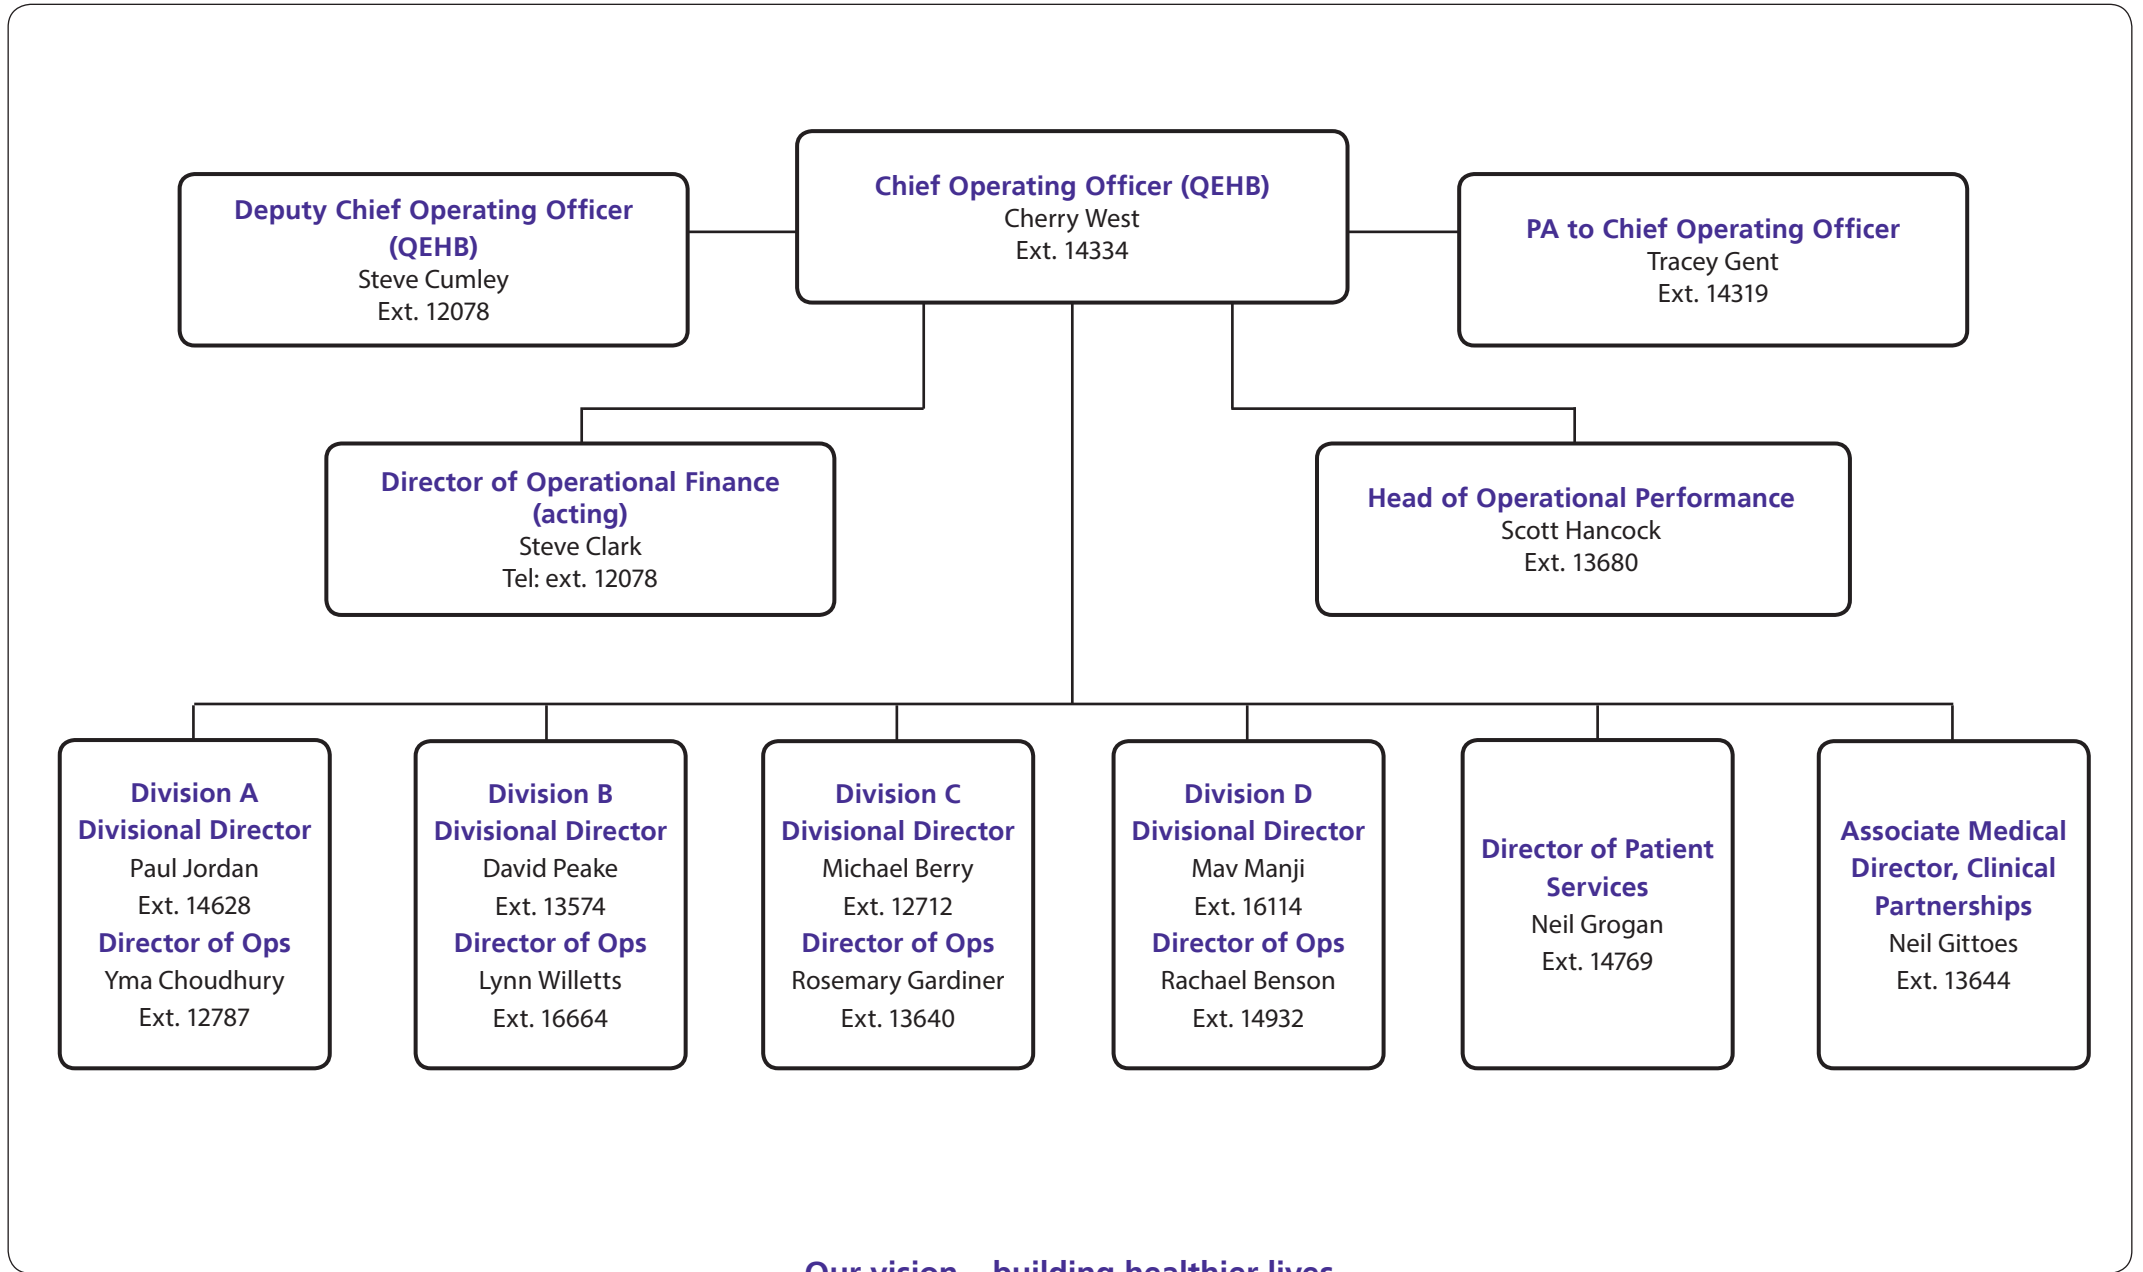 Chief Operating Officer (QEHB)
Cherry West
Ext. 14334
Deputy Chief Operating Officer
(QEHB)
Steve Cumley
Ext. 12078
PA to Chief Operating Officer
Tracey Gent
Ext. 14319
Director of Operational Finance
(acting)
Steve Clark
Tel: ext. 12078
Head of Operational Performance
Scott Hancock
Ext. 13680
Division A
Divisional Director
Paul Jordan
Ext. 14628
Director of Ops
Yma Choudhury
Ext. 12787
Division B
Divisional Director
David Peake
Ext. 13574
Director of Ops
Lynn Willetts
Ext. 16664
Division C
Divisional Director
Michael Berry
Ext. 12712
Director of Ops
Rosemary Gardiner
Ext. 13640
Division D
Divisional Director
Mav Manji
Ext. 16114
Director of Ops
Rachael Benson
Ext. 14932
Director of Patient
Services
Neil Grogan
Ext. 14769
Associate Medical
Director, Clinical
Partnerships
Neil Gittoes
Ext. 13644
Our vision – building healthier lives